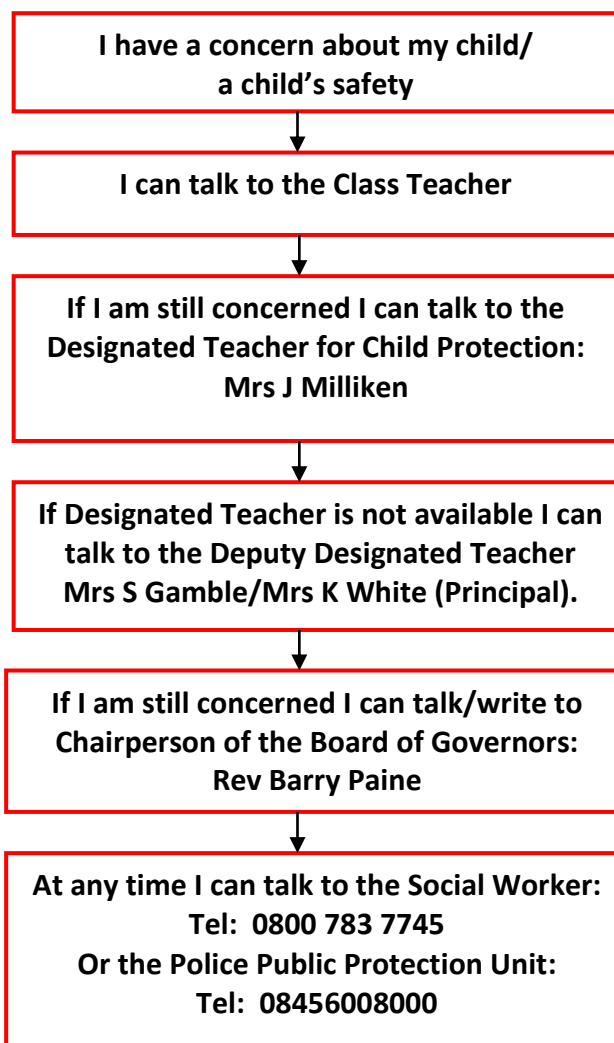 I have a concern about my child/
a child’s safety
I can talk to the Class Teacher
If I am still concerned I can talk to the
Designated Teacher for Child Protection:
Mrs J Milliken
If Designated Teacher is not available I can
talk to the Deputy Designated Teacher
Mrs S Gamble/Mrs K White (Principal).
If I am still concerned I can talk/write to
Chairperson of the Board of Governors:
Rev Barry Paine
At any time I can talk to the Social Worker:
Tel: 0800 783 7745
Or the Police Public Protection Unit:
Tel: 08456008000